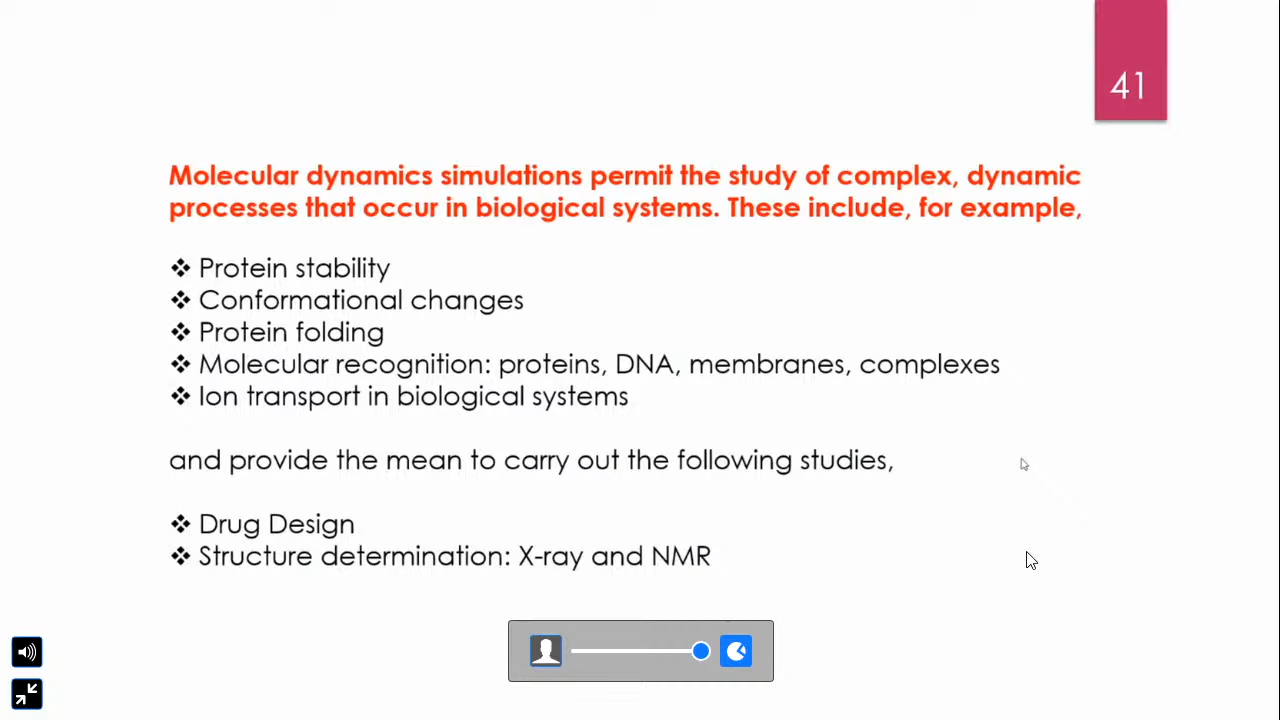 41
Molecular dynamics simulations permit the study of complex, dynamic
processes that occur in biological systems. These include, for example,
❖ Protein stability
❖ Conformational changes
❖ Protein folding
❖ Molecular recognition: proteins, DNA, membranes, complexes
❖ Ion transport in biological systems
and provide the mean to carry out the following studies,
❖ Drug Design
❖ Structure determination: X-ray and NMR